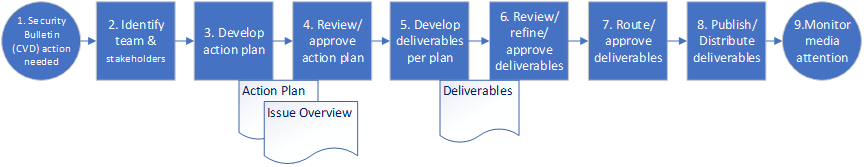 1. Security
Bulletin
(CVD) action
needed
2. Identify
team &
stakeholders
3. Develop
action plan
4. Review/
approve
action plan
5. Develop
deliverables
per plan
6. Review/
refine/
approve
deliverables
7. Route/
approve
deliverables
8. Publish/
Distribute
deliverables
9.Monitor
media
attention
Action Plan
Issue Overview
Deliverables